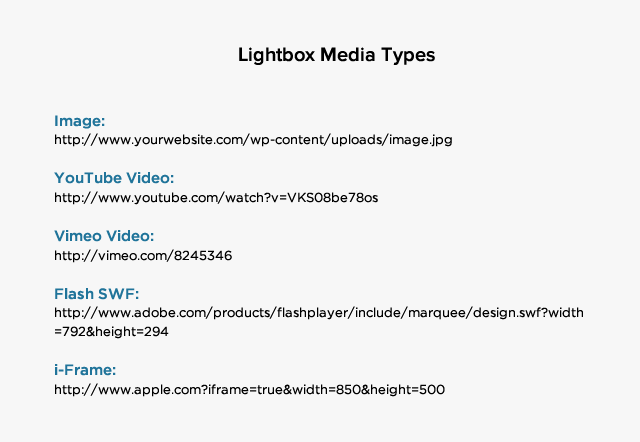 Lightbox Media Types
Image:
http://www.yourwebsite.com/wp-content/uploads/image.jpg
YouTube Video:
http://www.youtube.com/watch?v=VKS08be78os
Vimeo Video:
http://vimeo.com/8245346
Flash SWF:
http://www.adobe.com/products/flashplayer/include/marquee/design.swf?width
=792&height=294
i-Frame:
http://www.apple.com?iframe=true&width=850&height=500